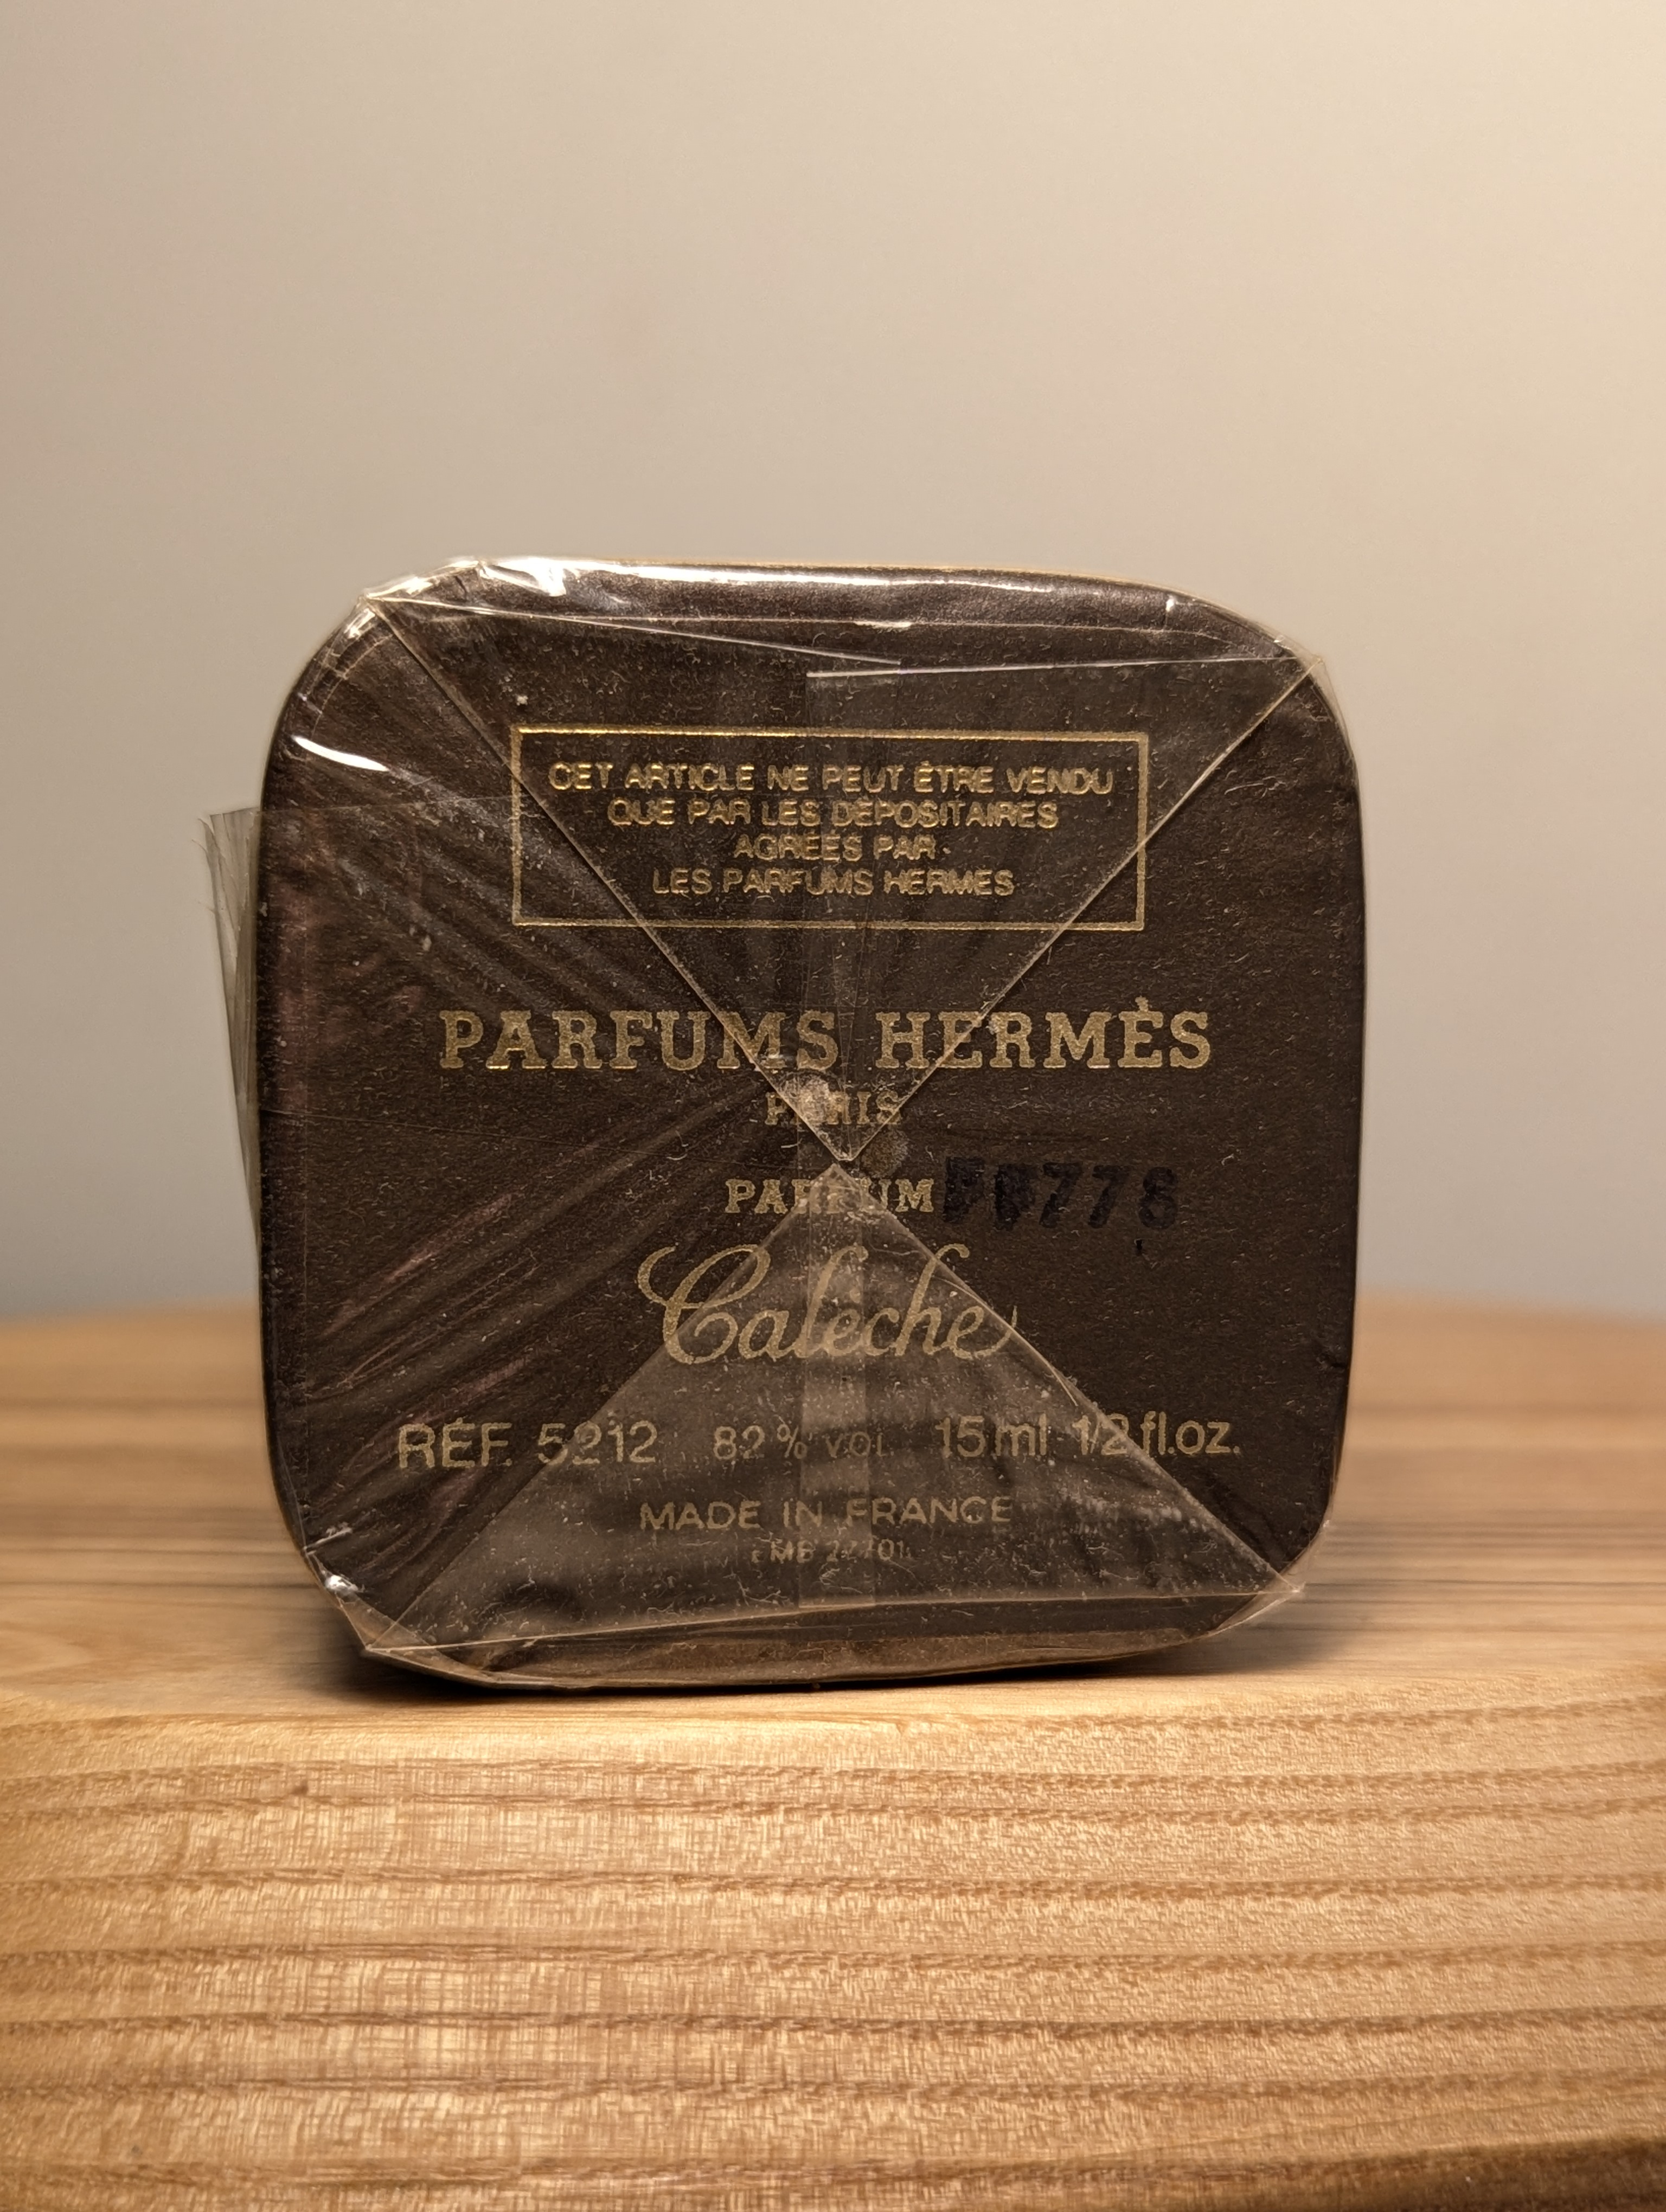 CET ARTICLE NE PEUT ÊTRE VENDU
QUE PAR LES DÉPOSITAIRES
AGRÉÉS PAR
LES PARFUMS HERMES
PARFUMS HERMÈS
PARIS
PARFUM
Calèche
RÉF. 5212 82% VOL 15 ml 1/2 fl.oz.
MADE IN FRANCE